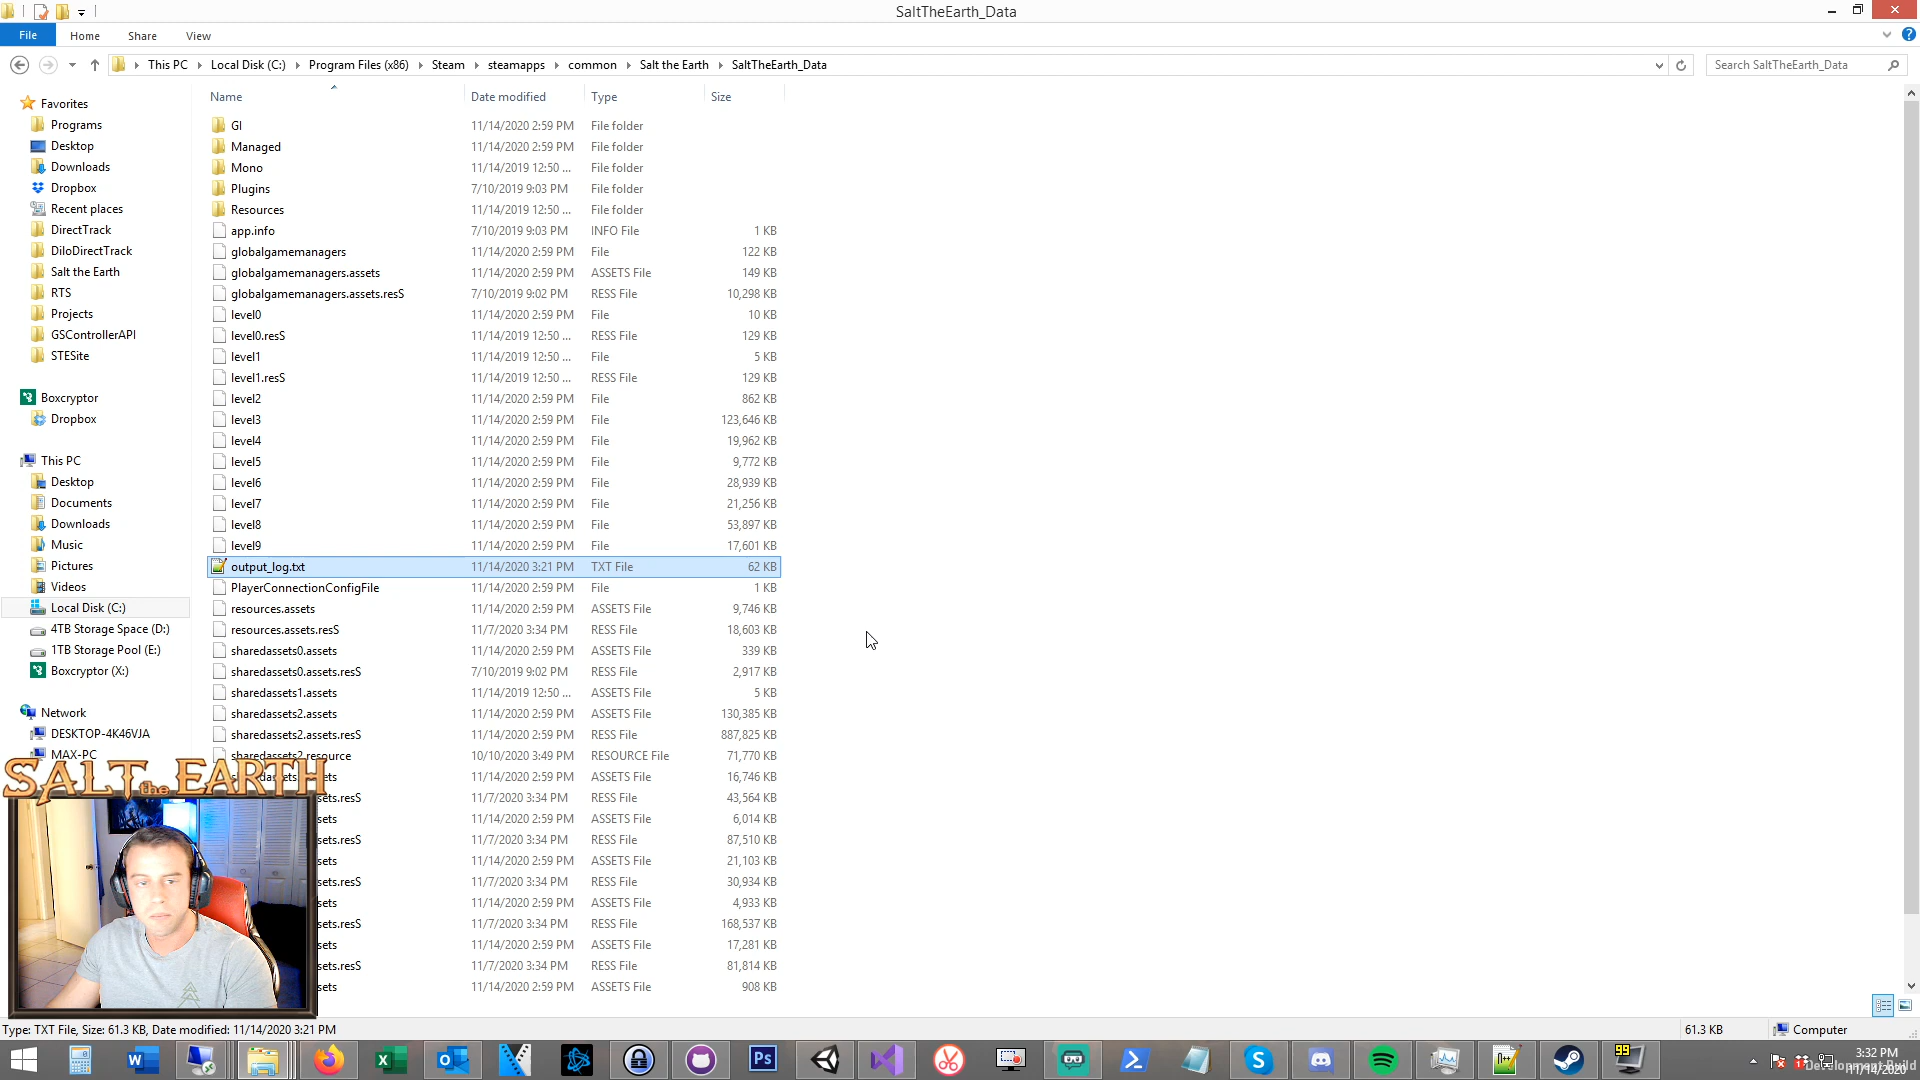 SaltTheEarth_Data
File Home Share View
This PC Local Disk (C:) Program Files (x86) Steam steamapps common Salt the Earth SaltTheEarth_Data
Search SaltTheEarth_Data
Name Date modified Type Size
Favorites
Programs
Desktop
Downloads
Dropbox
Recent places
DirectTrack
DiloDirectTrack
Salt the Earth
RTS
Projects
GSControllerAPI
STESite
Boxcryptor
Dropbox
This PC
Desktop
Documents
Downloads
Music
Pictures
Videos
Local Disk (C:)
4TB Storage Space (D:)
1TB Storage Pool (E:)
Boxcryptor (X:)
Network
DESKTOP-4K46VJA
MAX-PC
GI 11/14/2020 2:59 PM File folder
Managed 11/14/2020 2:59 PM File folder
Mono 11/14/2019 12:50 ... File folder
Plugins 7/10/2019 9:03 PM File folder
Resources 11/14/2019 12:50 ... File folder
app.info 7/10/2019 9:03 PM INFO File 1 KB
globalgamemanagers 11/14/2020 2:59 PM File 122 KB
globalgamemanagers.assets 11/14/2020 2:59 PM ASSETS File 149 KB
globalgamemanagers.assets.resS 7/10/2019 9:02 PM RESS File 10,298 KB
level0 11/14/2020 2:59 PM File 10 KB
level0.resS 11/14/2019 12:50 ... RESS File 129 KB
level1 11/14/2019 12:50 ... File 5 KB
level1.resS 11/14/2019 12:50 ... RESS File 129 KB
level2 11/14/2020 2:59 PM File 862 KB
level3 11/14/2020 2:59 PM File 123,646 KB
level4 11/14/2020 2:59 PM File 19,962 KB
level5 11/14/2020 2:59 PM File 9,772 KB
level6 11/14/2020 2:59 PM File 28,939 KB
level7 11/14/2020 2:59 PM File 21,256 KB
level8 11/14/2020 2:59 PM File 53,897 KB
level9 11/14/2020 2:59 PM File 17,601 KB
output_log.txt 11/14/2020 3:21 PM TXT File 62 KB
PlayerConnectionConfigFile 11/14/2020 2:59 PM File 1 KB
resources.assets 11/14/2020 2:59 PM ASSETS File 9,746 KB
resources.assets.resS 11/7/2020 3:34 PM RESS File 18,603 KB
sharedassets0.assets 11/14/2020 2:59 PM ASSETS File 339 KB
sharedassets0.assets.resS 7/10/2019 9:02 PM RESS File 2,917 KB
sharedassets1.assets 11/14/2019 12:50 ... ASSETS File 5 KB
sharedassets2.assets 11/14/2020 2:59 PM ASSETS File 130,385 KB
sharedassets2.assets.resS 11/14/2020 2:59 PM RESS File 887,825 KB
sharedassets2.resource 10/10/2020 3:49 PM RESOURCE File 71,770 KB
11/14/2020 2:59 PM ASSETS File 16,746 KB
sets.resS 11/7/2020 3:34 PM RESS File 43,564 KB
sets 11/14/2020 2:59 PM ASSETS File 6,014 KB
sets.resS 11/7/2020 3:34 PM RESS File 87,510 KB
sets 11/14/2020 2:59 PM ASSETS File 21,103 KB
sets.resS 11/7/2020 3:34 PM RESS File 30,934 KB
sets 11/14/2020 2:59 PM ASSETS File 4,933 KB
sets.resS 11/7/2020 3:34 PM RESS File 168,537 KB
sets 11/14/2020 2:59 PM ASSETS File 17,281 KB
sets.resS 11/7/2020 3:34 PM RESS File 81,814 KB
sets 11/14/2020 2:59 PM ASSETS File 908 KB
SALT the EARTH
Type: TXT File, Size: 61.3 KB, Date modified: 11/14/2020 3:21 PM
61.3 KB Computer
99
3:32 PM
11/14/2020
Development Build